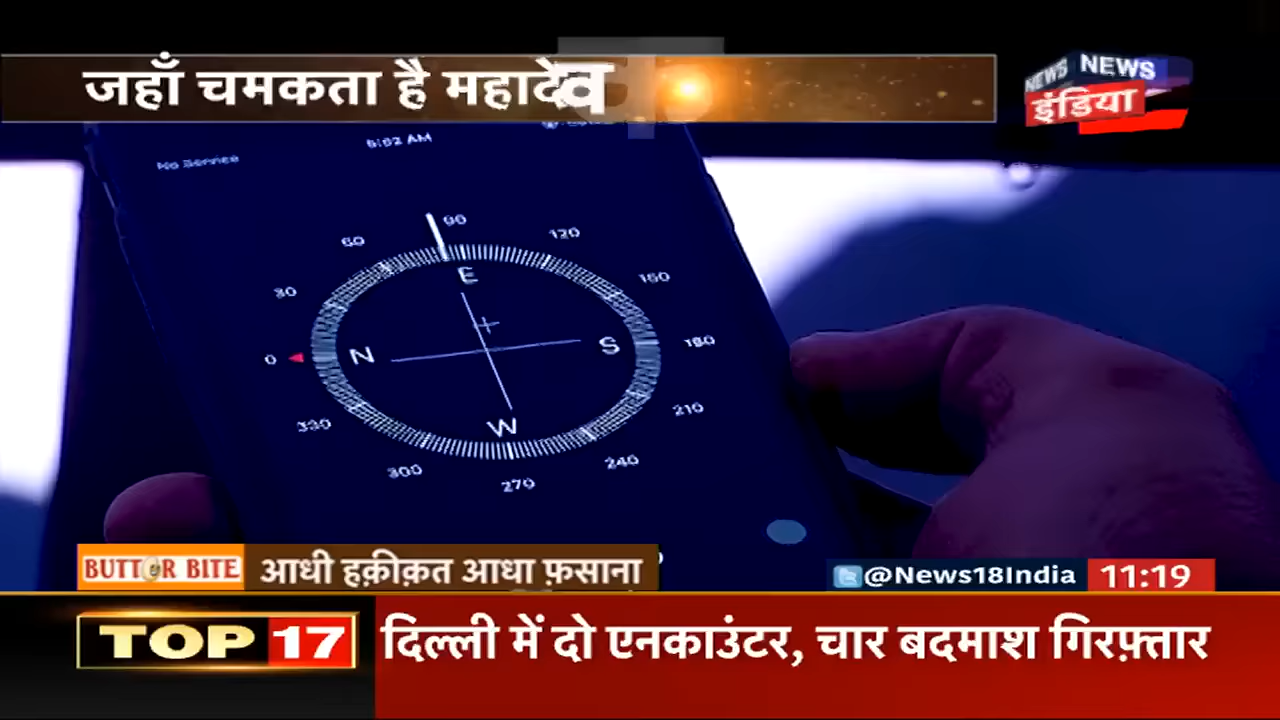 जहाँ चमकता है महादेव
NEWS NEWS
इंडिया
6:02 AM
No Service
90
60
120
E
30
150
0
N
S
180
330
W
210
300
240
270
BUTTER BITE
आधी हक़ीक़त आधा फ़साना
@News18India
11:19
TOP 17
दिल्ली में दो एनकाउंटर, चार बदमाश गिरफ़्तार